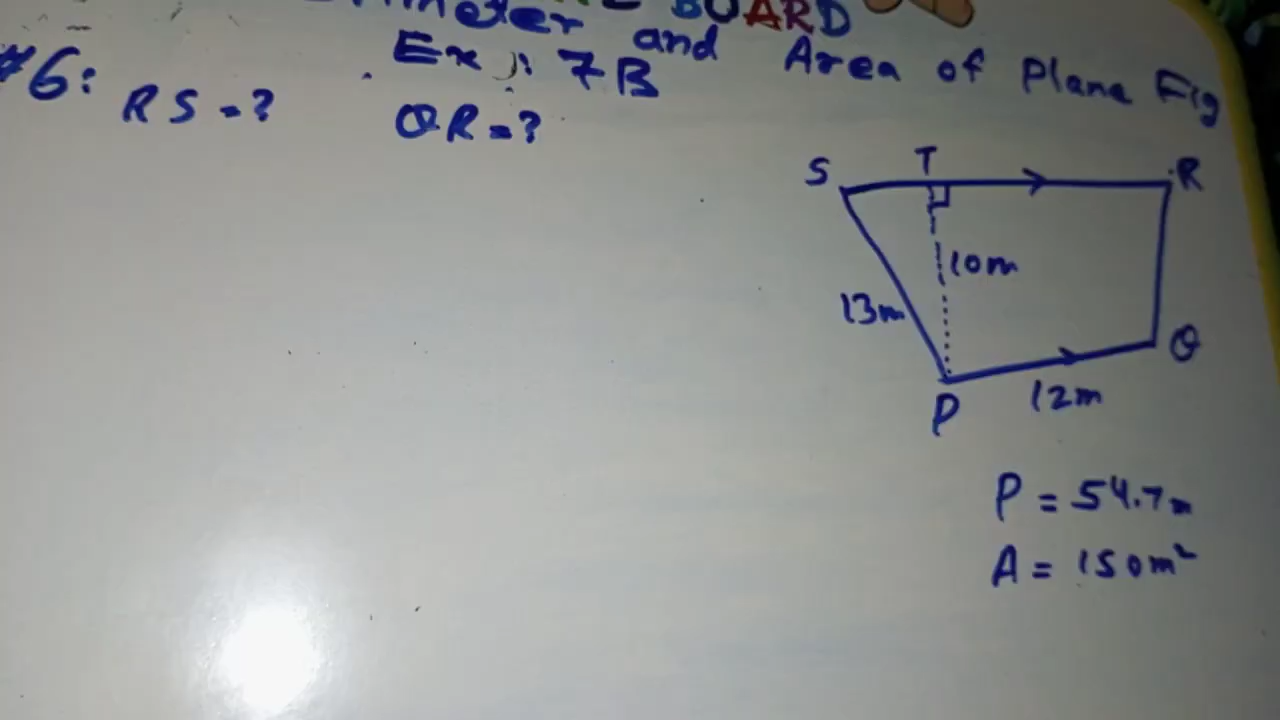 BOARD
and Area of Plane Fig
Ex : 7B
#6:
RS = ?
QR = ?
S T R
10m
13m
Q
P
12m
P = 54.7m
A = 150m²